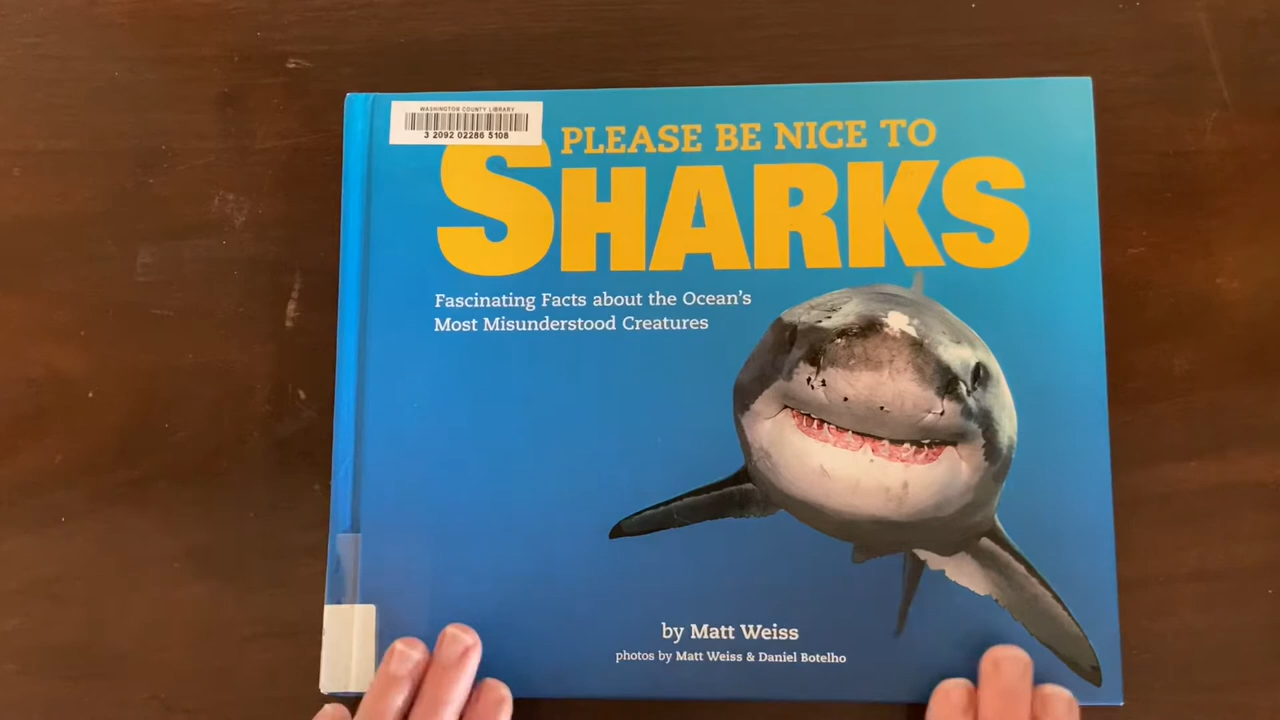 WASHINGTON COUNTY LIBRARY
3 2092 02286 5108
PLEASE BE NICE TO
SHARKS
Fascinating Facts about the Ocean's
Most Misunderstood Creatures
by Matt Weiss
photos by Matt Weiss & Daniel Botelho